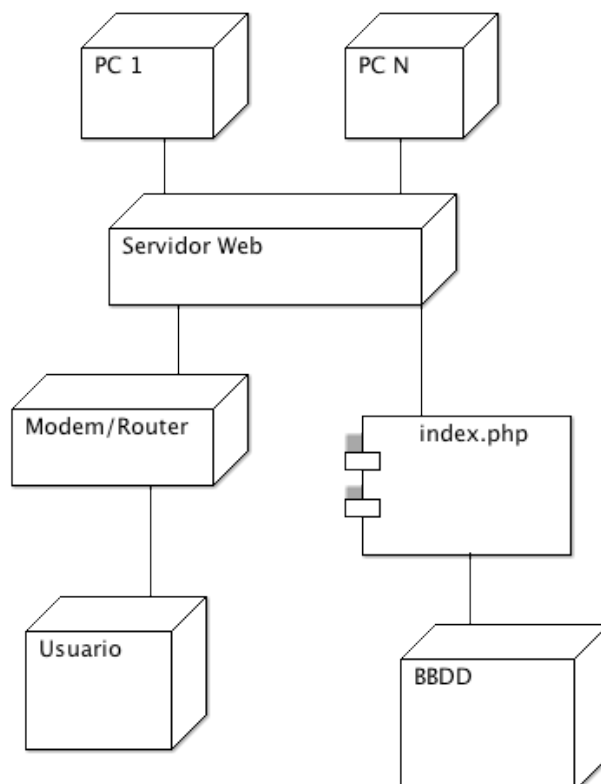 PC 1
PC N
Servidor Web
Modem/Router
index.php
Usuario
BBDD